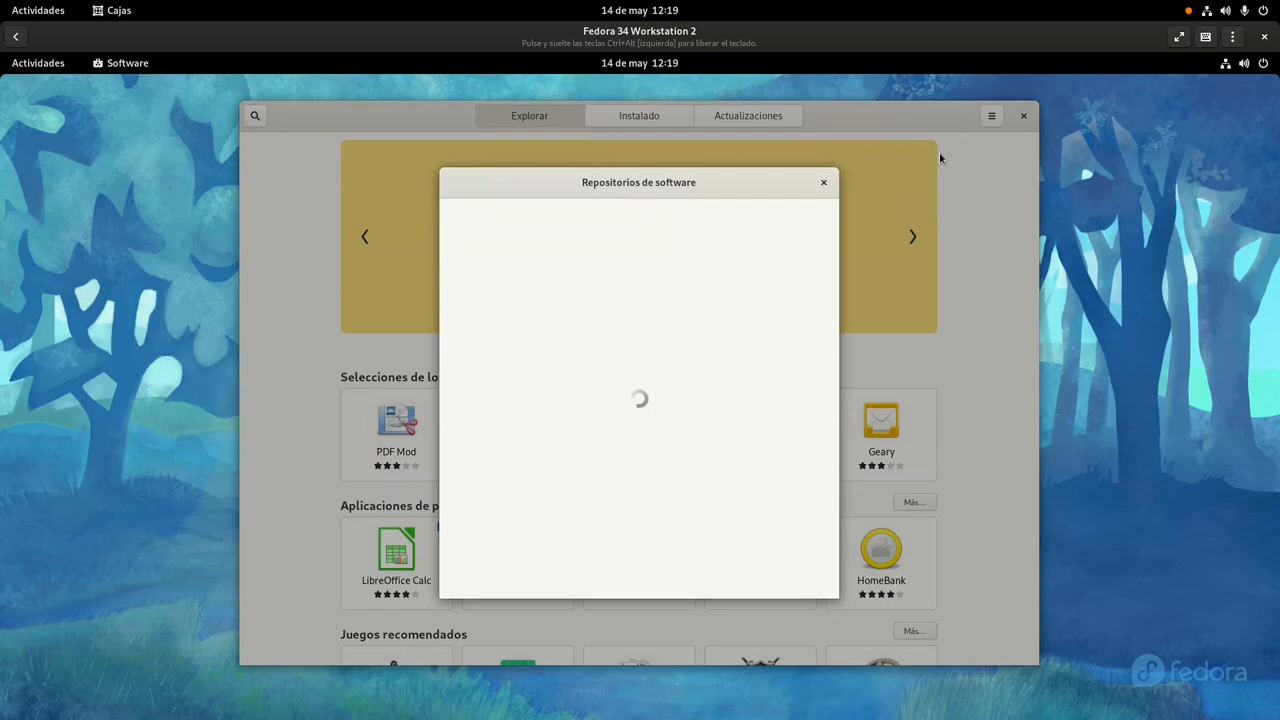 Actividades Cajas 14 de may 12:19
Fedora 34 Workstation 2
Pulse y suelte las teclas Ctrl+Alt [izquierda] para liberar el teclado.
Actividades Software 14 de may 12:19
Explorar Instalado Actualizaciones
Repositorios de software
Selecciones de lo
PDF Mod Geary
Más...
Aplicaciones de p
LibreOffice Calc HomeBank
Más...
Juegos recomendados
fedora